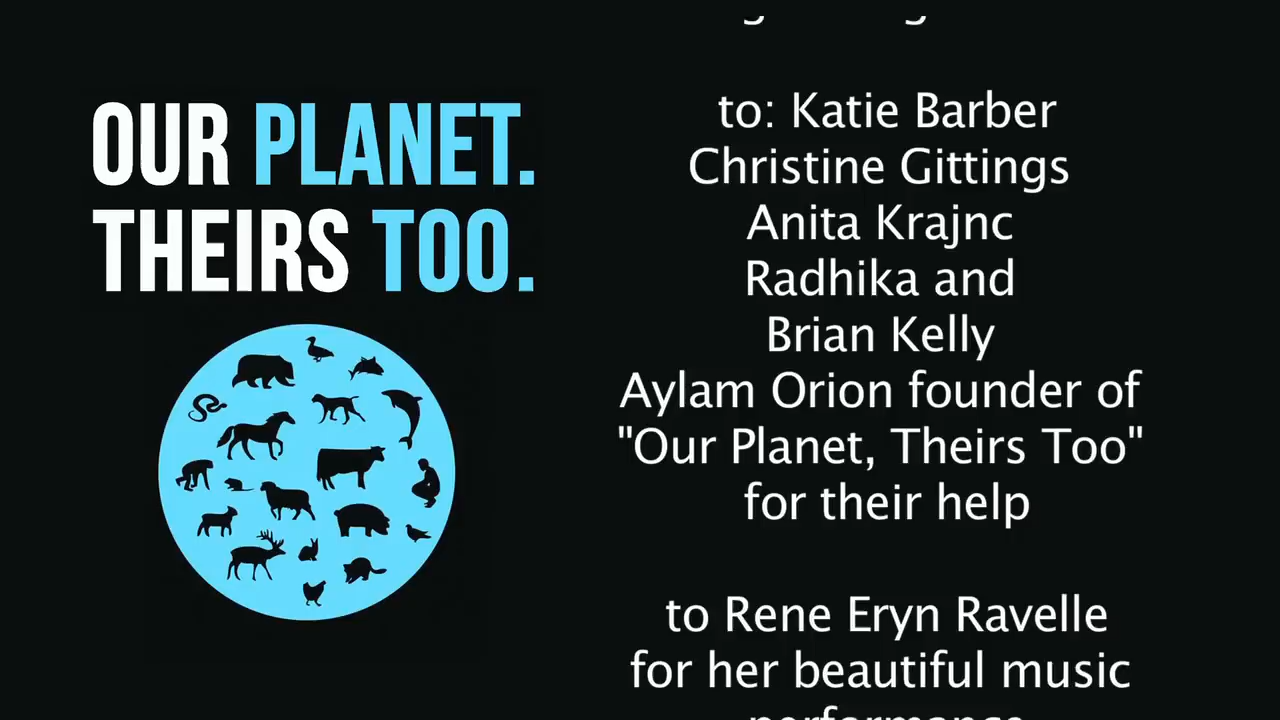 OUR PLANET.
THEIRS TOO.
to: Katie Barber
Christine Gittings
Anita Krajnc
Radhika and
Brian Kelly
Aylam Orion founder of
"Our Planet, Theirs Too"
for their help
to Rene Eryn Ravelle
for her beautiful music
performance